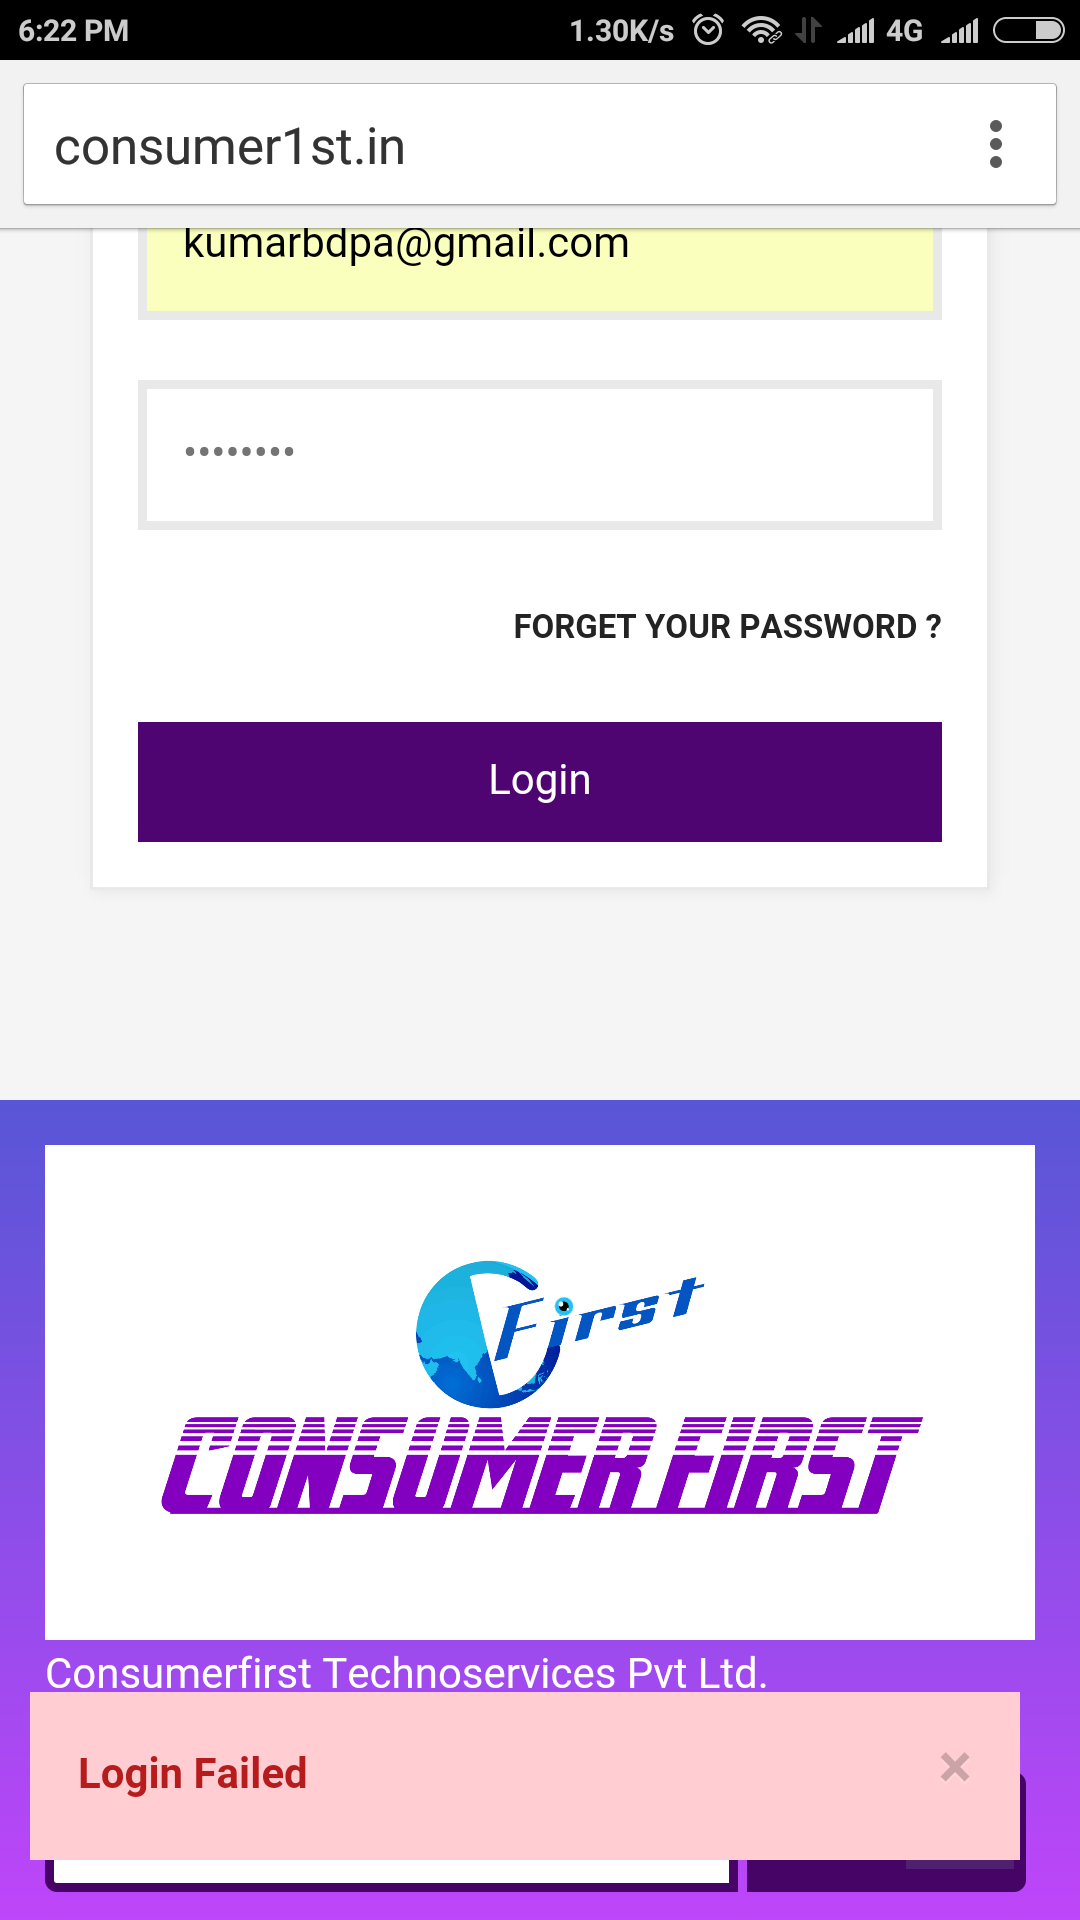 6:22 PM 1.30K/s 4G
consumer1st.in
kumarbdpa@gmail.com
••••••••
FORGET YOUR PASSWORD ?
Login
First
CONSUMER FIRST
Consumerfirst Technoservices Pvt Ltd.
Login Failed ×